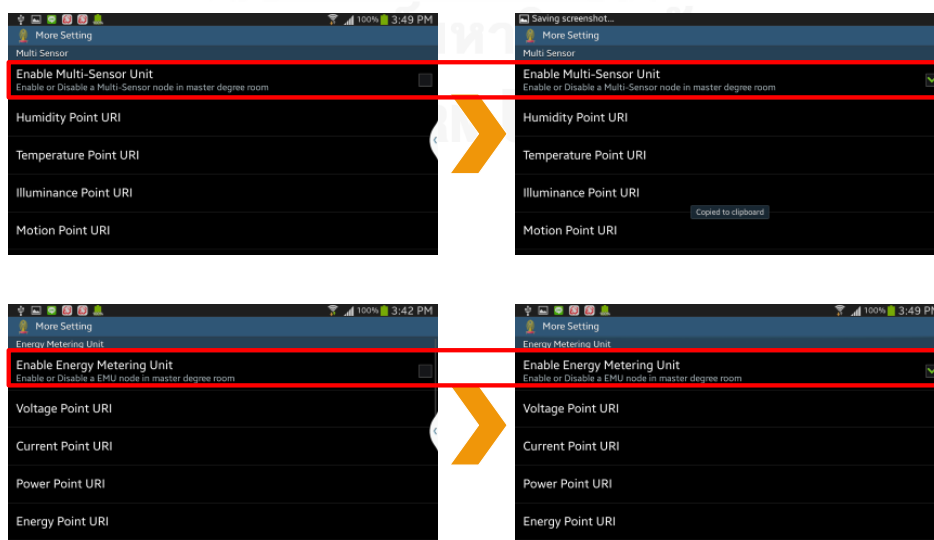 100% 3:49 PM
More Setting
Multi Sensor
Enable Multi-Sensor Unit
Enable or Disable a Multi-Sensor node in master degree room
Humidity Point URI
Temperature Point URI
Illuminance Point URI
Motion Point URI
Saving screenshot...
More Setting
Multi Sensor
Enable Multi-Sensor Unit
Enable or Disable a Multi-Sensor node in master degree room
Humidity Point URI
Temperature Point URI
Illuminance Point URI
Copied to clipboard
Motion Point URI
100% 3:42 PM
More Setting
Energy Metering Unit
Enable Energy Metering Unit
Enable or Disable a EMU node in master degree room
Voltage Point URI
Current Point URI
Power Point URI
Energy Point URI
100% 3:49 PM
More Setting
Energy Metering Unit
Enable Energy Metering Unit
Enable or Disable a EMU node in master degree room
Voltage Point URI
Current Point URI
Power Point URI
Energy Point URI